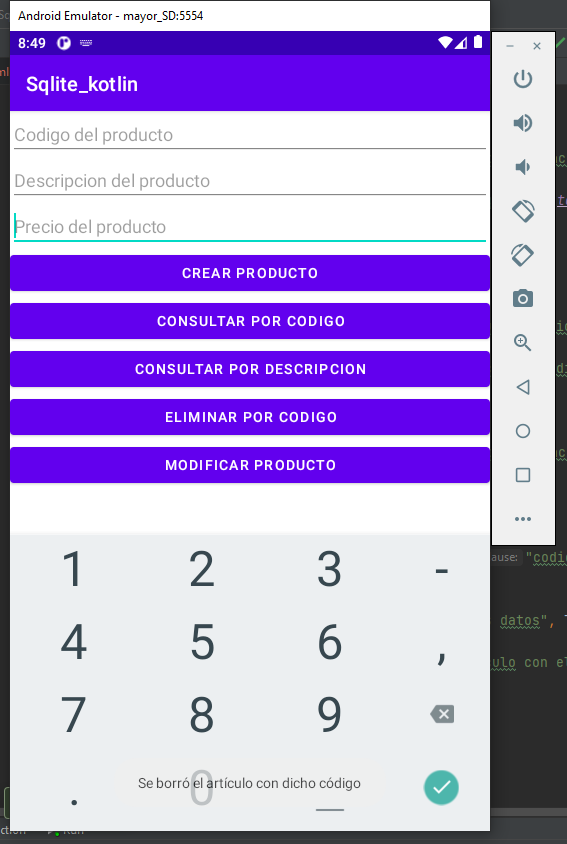 Android Emulator - mayor_SD:5554
8:49
Sqlite_kotlin
Codigo del producto
Descripcion del producto
Precio del producto
CREAR PRODUCTO
CONSULTAR POR CODIGO
CONSULTAR POR DESCRIPCION
ELIMINAR POR CODIGO
MODIFICAR PRODUCTO
ause: "codi
datos",
ulo con el
1 2 3 -
4 5 6 ,
7 8 9
. 0 _
Se borró el artículo con dicho código
Run